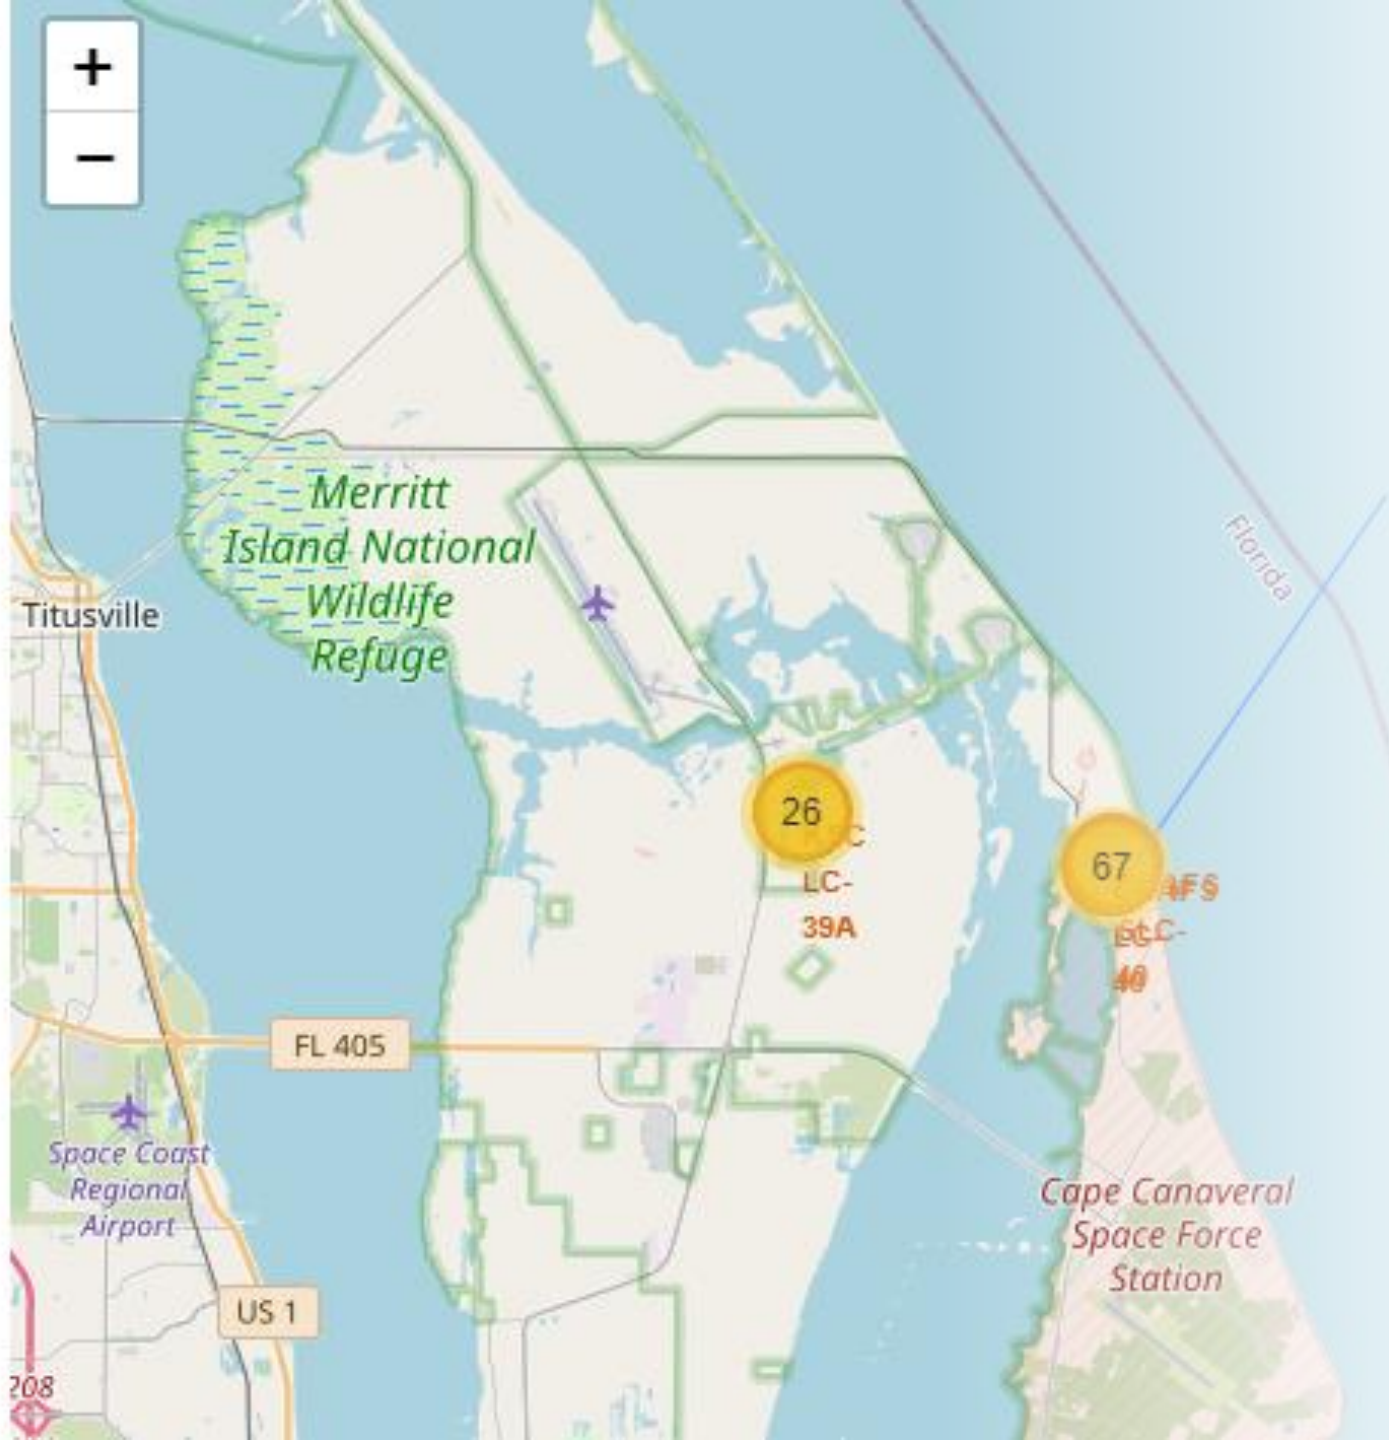 +
−
Merritt
Island National
Wildlife
Refuge
Florida
Titusville
26
LC-
39A
67
FL 405
Space Coast
Regional
Airport
Cape Canaveral
Space Force
Station
US 1
208